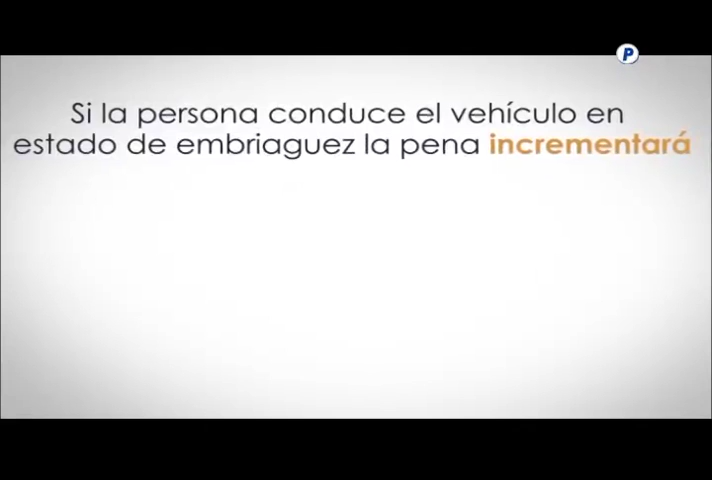 P
Si la persona conduce el vehículo en
estado de embriaguez la pena incrementará